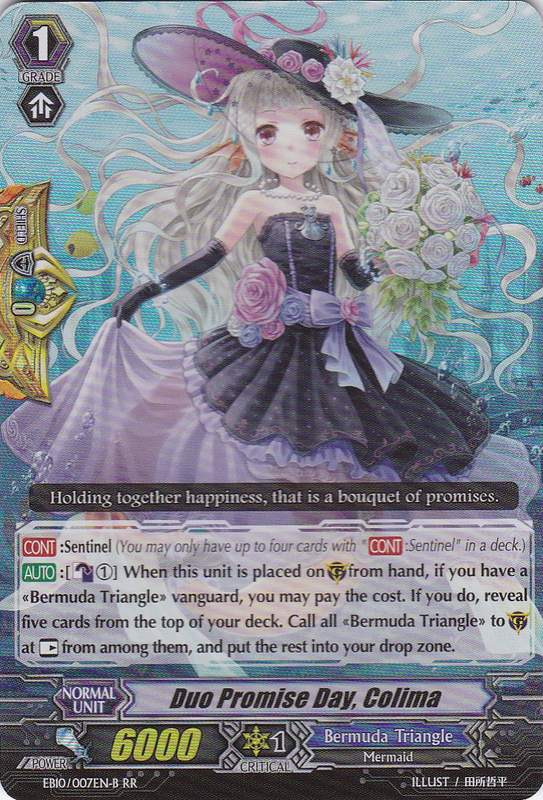 1
GRADE
SHIELD
0
Holding together happiness, that is a bouquet of promises.
CONT:Sentinel (You may only have up to four cards with "CONT:Sentinel" in a deck.)
AUTO:[①] When this unit is placed on G from hand, if you have a
«Bermuda Triangle» vanguard, you may pay the cost. If you do, reveal
five cards from the top of your deck. Call all «Bermuda Triangle» to G
at from among them, and put the rest into your drop zone.
NORMAL
UNIT
Duo Promise Day, Colima
POWER
6000
1
CRITICAL
Bermuda Triangle
Mermaid
EB10/007EN-B RR
ILLUST / 田所哲平